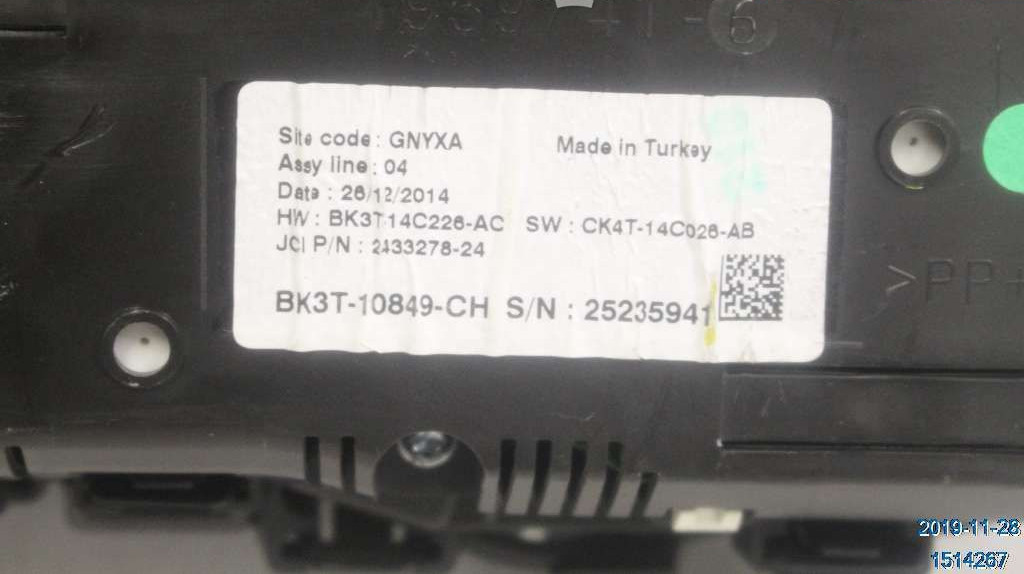 Site code : GNYXA
Made in Turkey
Assy line : 04
Date : 26/12/2014
HW : BK3T-14C226-AC SW : CK4T-14C026-AB
JCI P/N : 2433278-24
BK3T-10849-CH S/N : 25235941
>PP+
2019-11-28
1514267